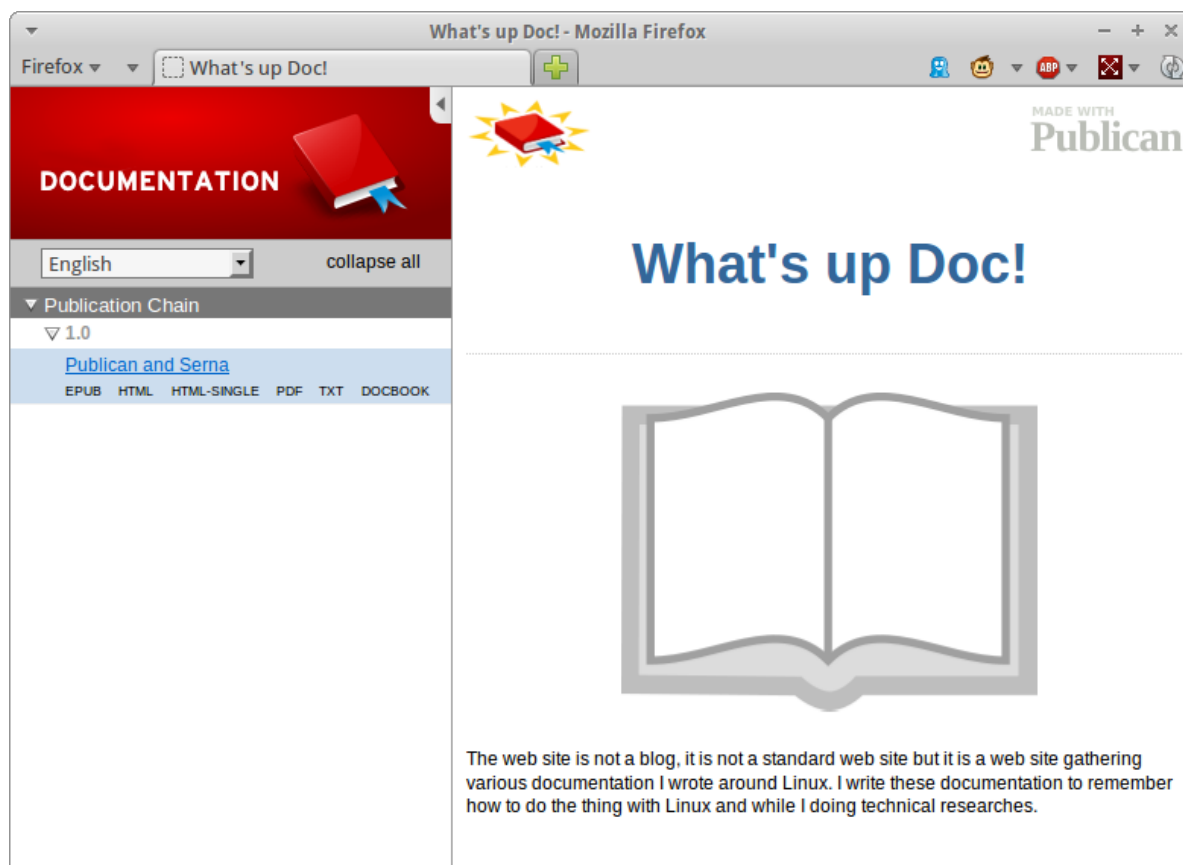 What's up Doc! - Mozilla Firefox
Firefox
What's up Doc!
ABP
DOCUMENTATION
English
collapse all
Publication Chain
1.0
Publican and Serna
EPUB HTML HTML-SINGLE PDF TXT DOCBOOK
MADE WITH
Publican
What's up Doc!
The web site is not a blog, it is not a standard web site but it is a web site gathering
various documentation I wrote around Linux. I write these documentation to remember
how to do the thing with Linux and while I doing technical researches.